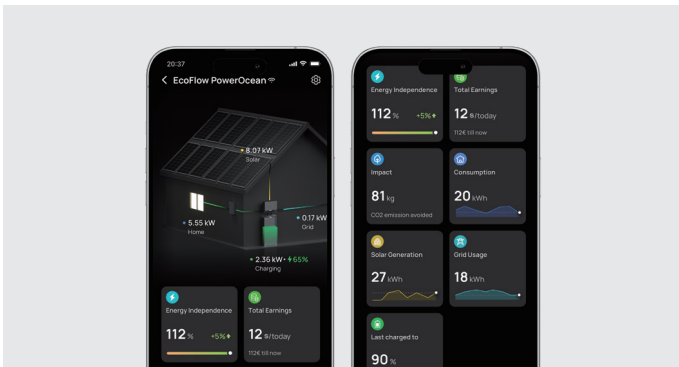 20:37
EcoFlow PowerOcean
8.07 kW
Solar
0.17 kW
Grid
5.55 kW
Home
2.36 kW • 65%
Charging
Energy Independence
112 %
+5%
Total Earnings
12 /today
112€ till now
Energy Independence
112 %
+5%
Total Earnings
12 /today
112€ till now
Impact
81 kg
CO2 emission avoided
Consumption
20 kWh
Solar Generation
27 kWh
Grid Usage
18 kWh
Last charged to
90 %